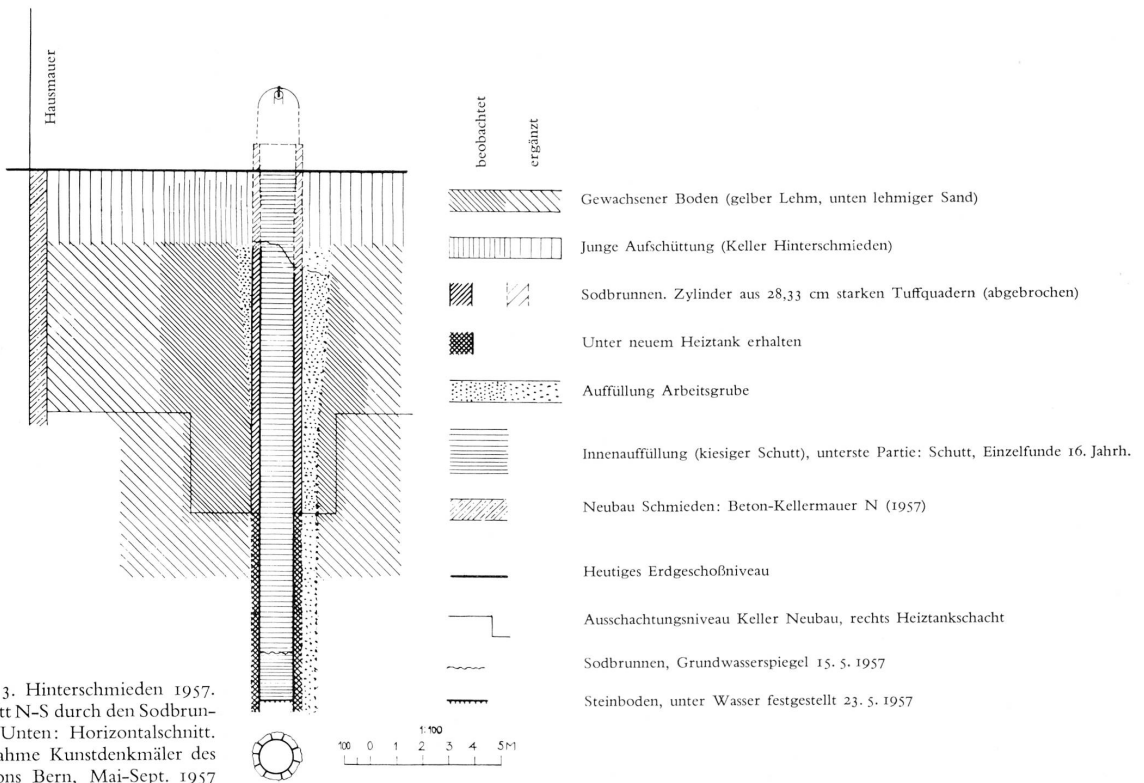 Hausmauer
beobachtet
ergänzt
Gewachsener Boden (gelber Lehm, unten lehmiger Sand)
Junge Aufschüttung (Keller Hinterschmieden)
Sodbrunnen. Zylinder aus 28,33 cm starken Tuffquadern (abgebrochen)
Unter neuem Heiztank erhalten
Auffüllung Arbeitsgrube
Innenauffüllung (kiesiger Schutt), unterste Partie: Schutt, Einzelfunde 16. Jahrh.
Neubau Schmieden: Beton-Kellermauer N (1957)
Heutiges Erdgeschoßniveau
Ausschachtungsniveau Keller Neubau, rechts Heiztankschacht
Sodbrunnen, Grundwasserspiegel 15. 5. 1957
Steinboden, unter Wasser festgestellt 23. 5. 1957
3. Hinterschmieden 1957.
tt N-S durch den Sodbrun-
Unten: Horizontalschnitt.
ahme Kunstdenkmäler des
ons Bern, Mai-Sept. 1957
1:100
100 0 1 2 3 4 5M